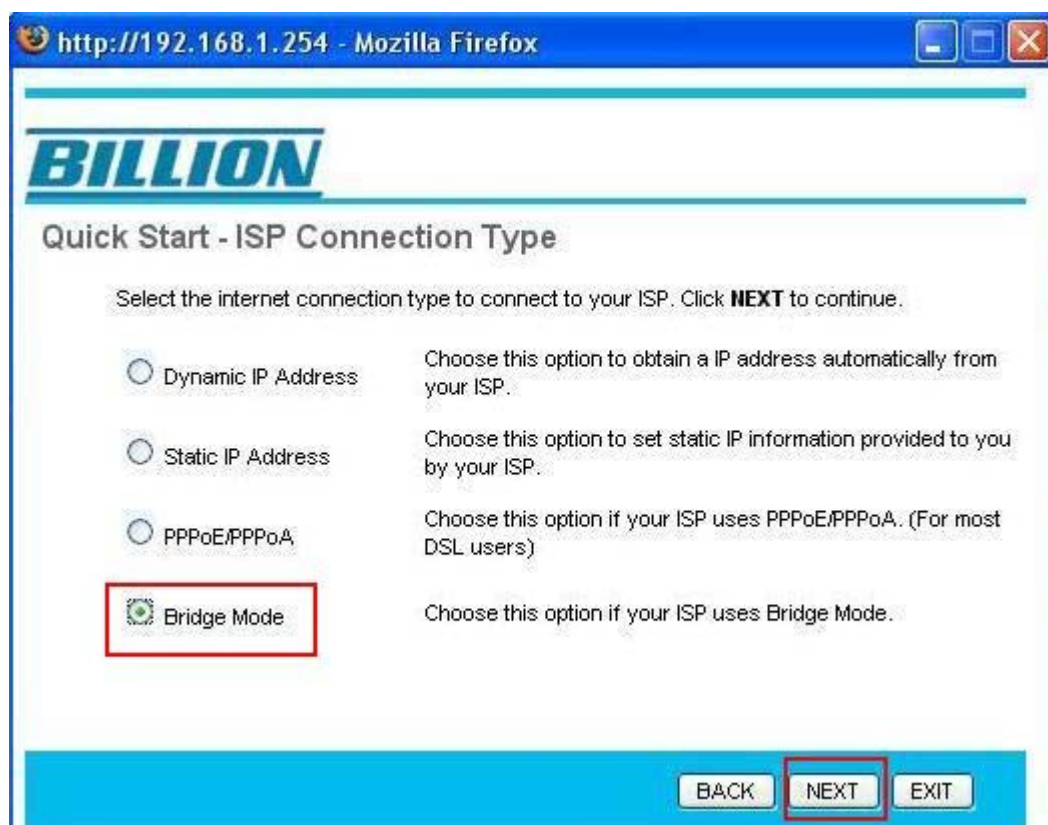 http://192.168.1.254 - Mozilla Firefox
BILLION
Quick Start - ISP Connection Type
Select the internet connection type to connect to your ISP. Click NEXT to continue.
Dynamic IP Address
Choose this option to obtain a IP address automatically from
your ISP.
Static IP Address
Choose this option to set static IP information provided to you
by your ISP.
PPPoE/PPPoA
Choose this option if your ISP uses PPPoE/PPPoA. (For most
DSL users)
Bridge Mode
Choose this option if your ISP uses Bridge Mode.
BACK
NEXT
EXIT